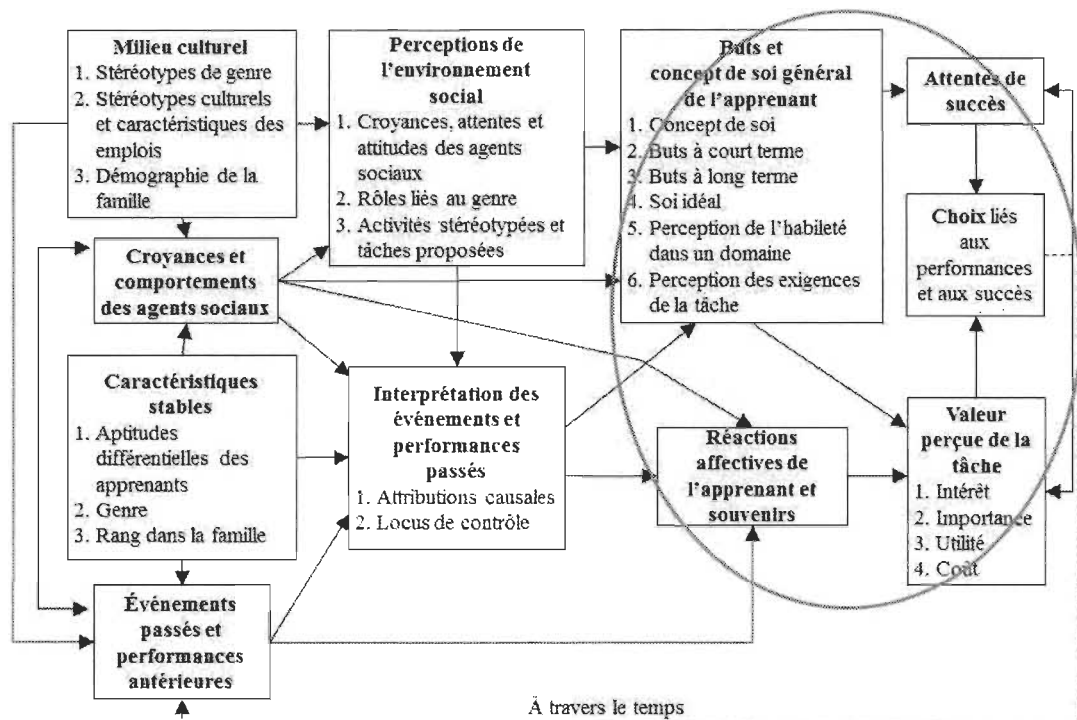 Milieu culturel
1. Stéréotypes de genre
2. Stéréotypes culturels
et caractéristiques des
emplois
3. Démographie de la
famille
Perceptions de
l'environnement
social
1. Croyances, attentes et
attitudes des agents
sociaux
2. Rôles liés au genre
3. Activités stéréotypées et
tâches proposées
Buts et
concept de soi général
de l'apprenant
1. Concept de soi
2. Buts à court terme
3. Buts à long terme
4. Soi idéal
5. Perception de l'habileté
dans un domaine
6. Perception des exigences
de la tâche
Attentes de
succès
Choix liés
aux
performances
et aux succès
Croyances et
comportements
des agents sociaux
Caractéristiques
stables
1. Aptitudes
différentielles des
apprenants
2. Genre
3. Rang dans la famille
Interprétation des
événements et
performances
passés
1. Attributions causales
2. Locus de contrôle
Réactions
affectives de
l'apprenant et
souvenirs
Valeur
perçue de la
tâche
1. Intérêt
2. Importance
3. Utilité
4. Coût
Événements
passés et
performances
antérieures
À travers le temps